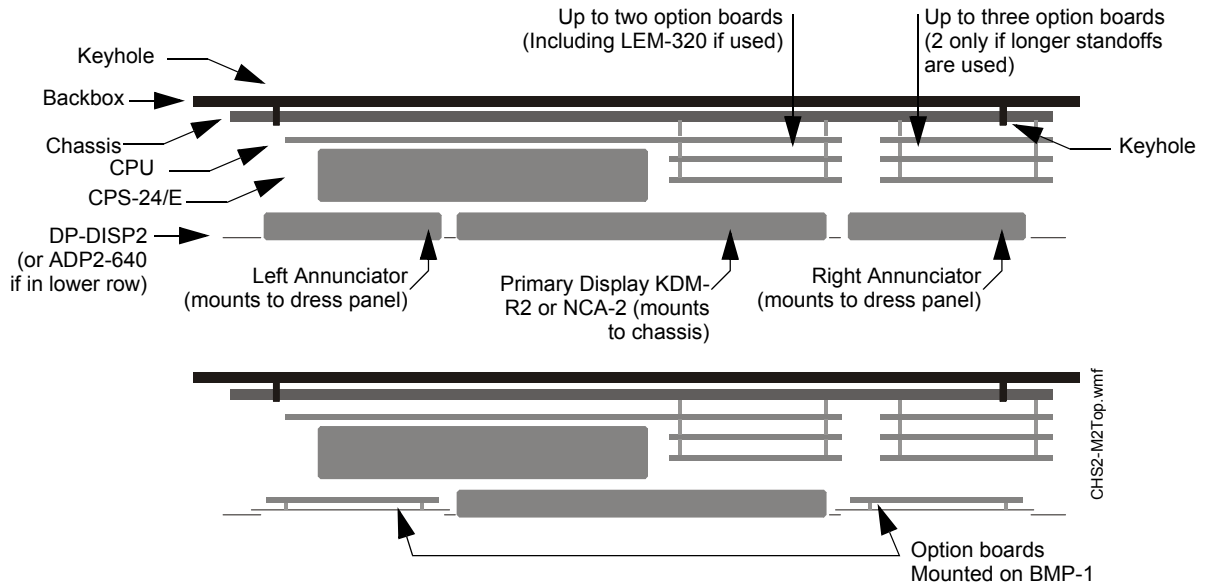 Up to two option boards
(Including LEM-320 if used)
Up to three option boards
(2 only if longer standoffs
are used)
Keyhole
Backbox
Chassis
CPU
CPS-24/E
DP-DISP2
(or ADP2-640
if in lower row)
Keyhole
Left Annunciator
(mounts to dress panel)
Primary Display KDM-
R2 or NCA-2 (mounts
to chassis)
Right Annunciator
(mounts to dress panel)
CHS2-M2Top.wmf
Option boards
Mounted on BMP-1